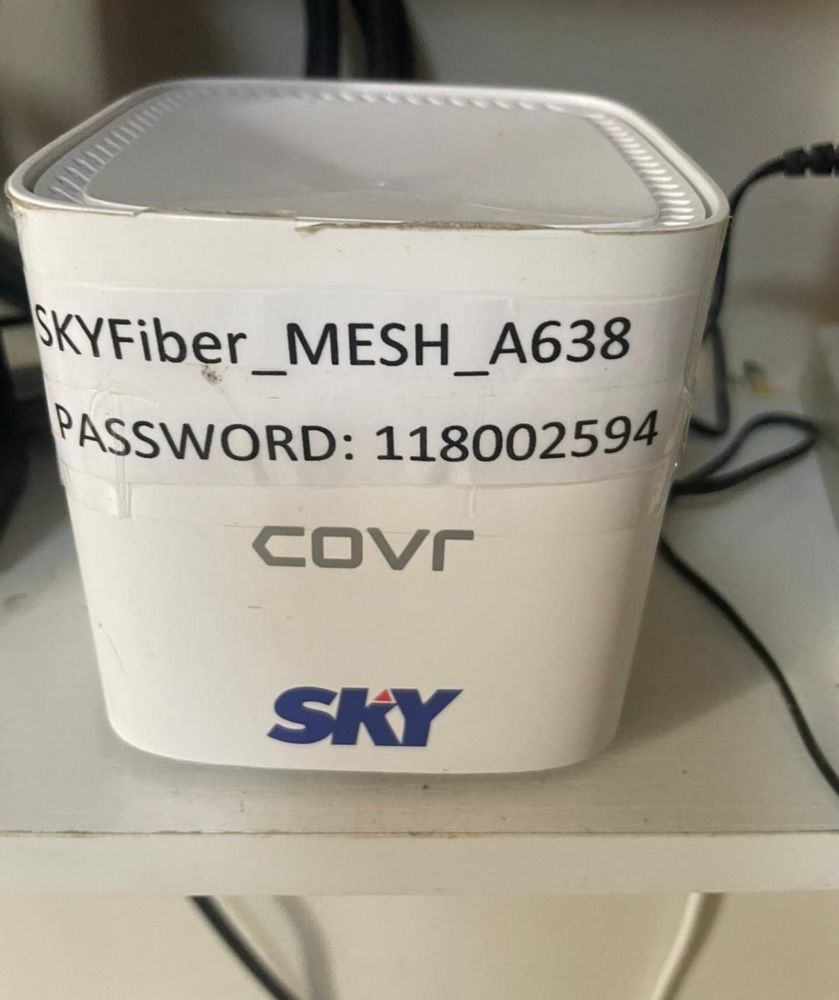 SKYFiber_MESH_A638
PASSWORD: 118002594
covr
SKY